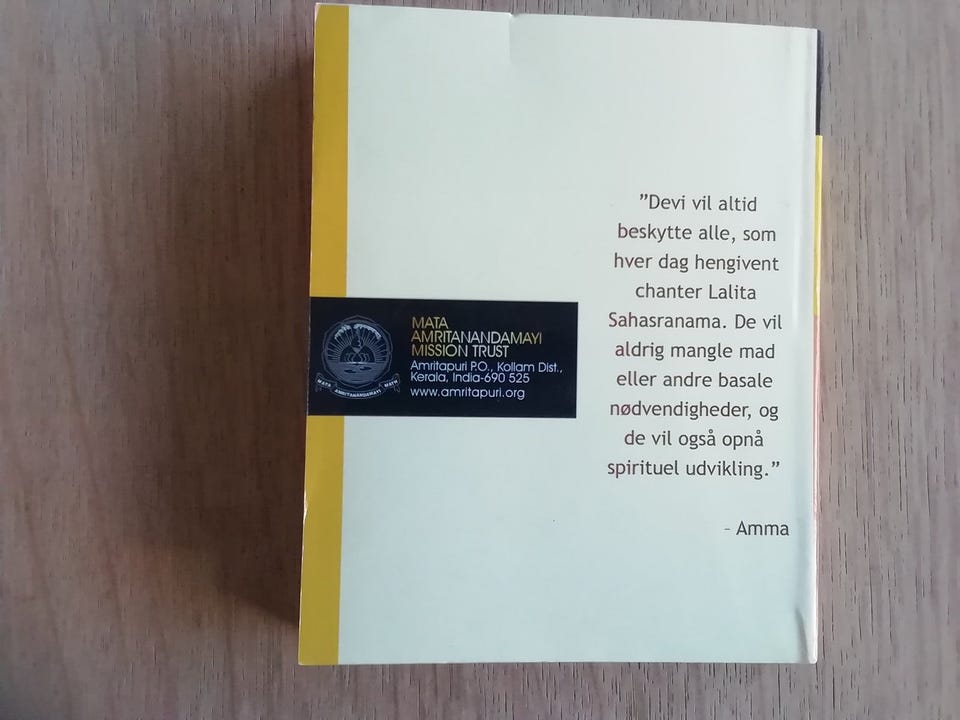 MATA
AMRITANANDAMAYI
MISSION TRUST
Amritapuri P.O., Kollam Dist.,
Kerala, India-690 525
www.amritapuri.org
MATA AMRITANANDAMAYI MATH
”Devi vil altid
beskytte alle, som
hver dag hengivent
chanter Lalita
Sahasranama. De vil
aldrig mangle mad
eller andre basale
nødvendigheder, og
de vil også opnå
spirituel udvikling.”
– Amma